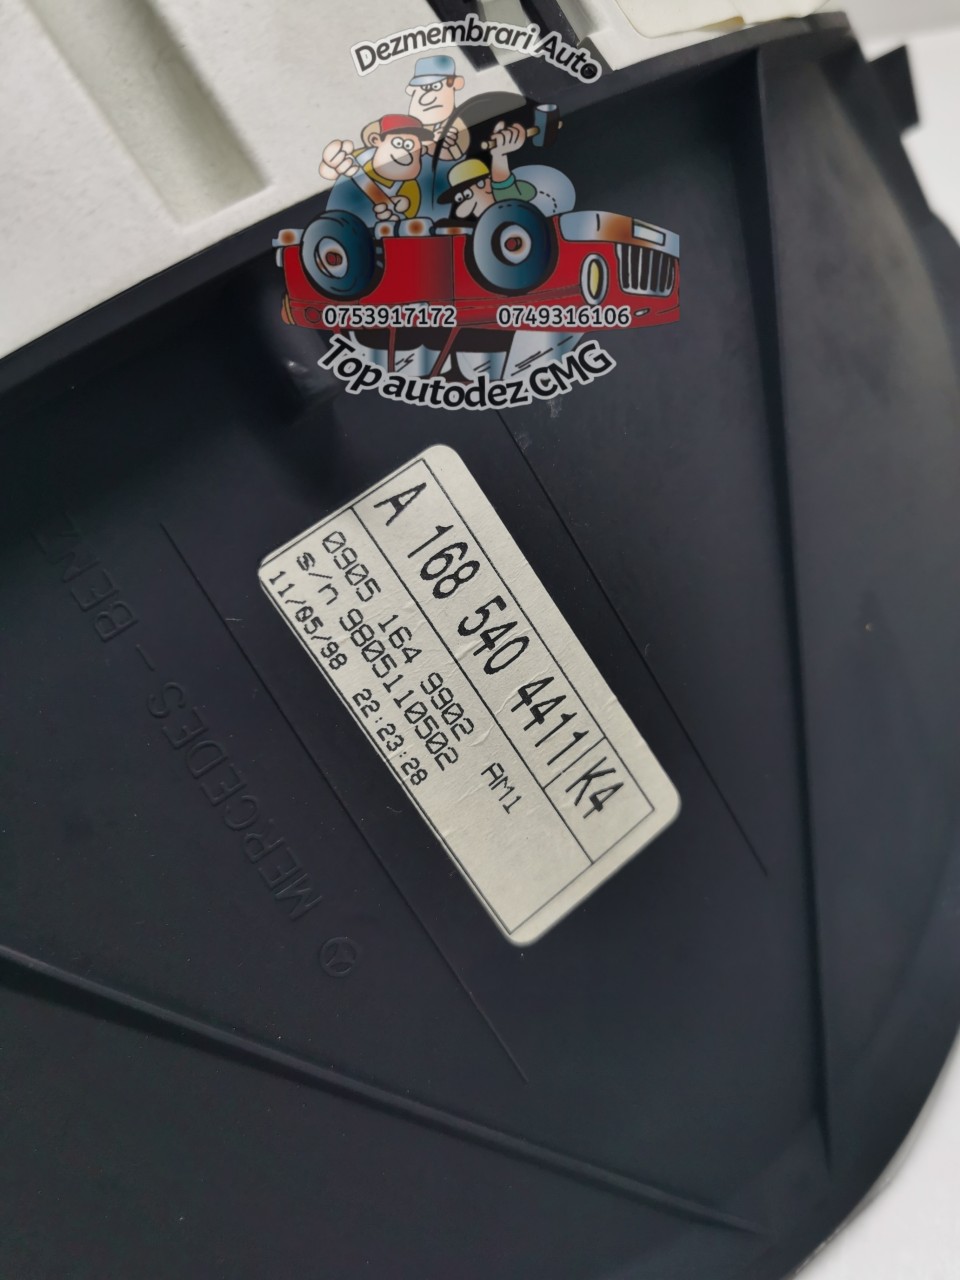 Dezmembrari Auto
0753917172 0749316106
Top autodez CMG
A 168 540 4411 K4
0905 164 9902 AM1
s/n 9805110502
11/05/98 22:23:28
MERCEDES-BENZ